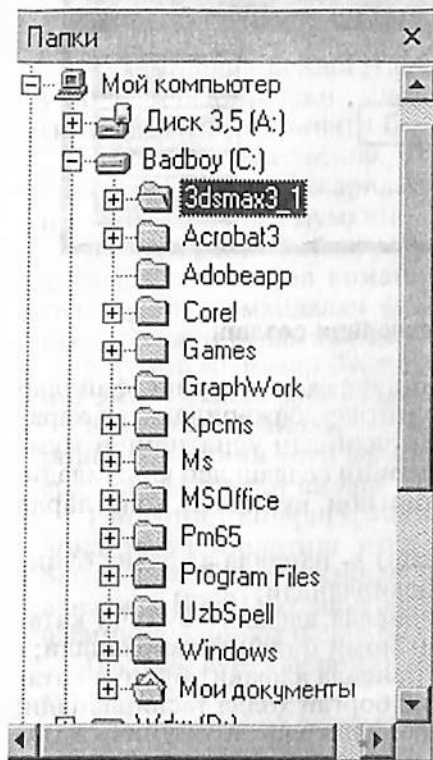 Папки
Мой компьютер
Диск 3,5 (A:)
Badboy (C:)
3dsmax3_1
Acrobat3
Adobeapp
Corel
Games
GraphWork
Kpcms
Ms
MSOffice
Pm65
Program Files
UzbSpell
Windows
Мои документы